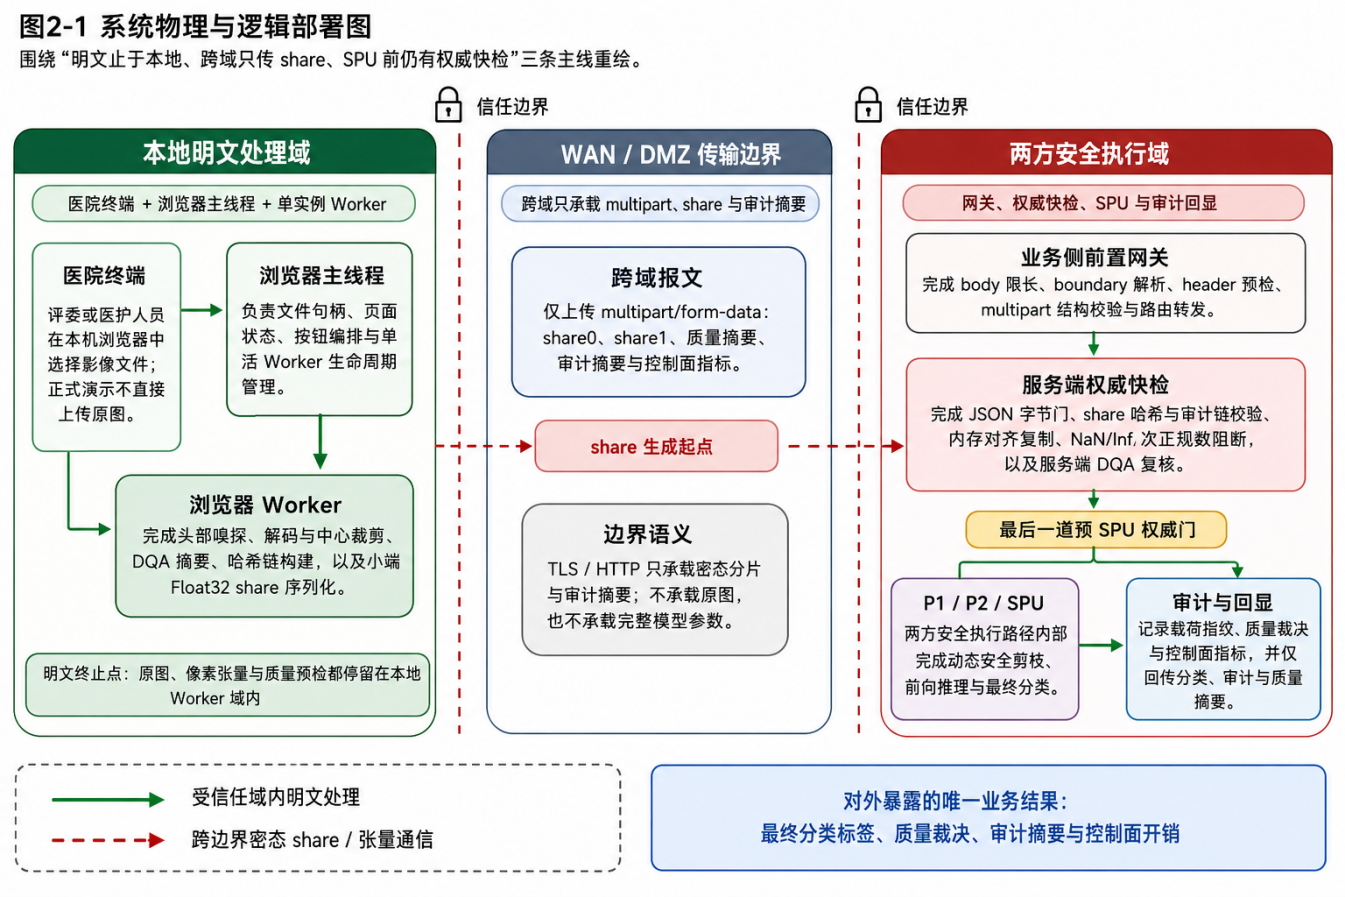 图2-1 系统物理与逻辑部署图
围绕“明文止于本地、跨域只传 share、SPU 前仍有权威快检”三条主线重绘。
信任边界
信任边界
本地明文处理域
医院终端 + 浏览器主线程 + 单实例 Worker
医院终端
评委或医护人员
在本机浏览器中
选择影像文件；
正式演示不直接
上传原图。
浏览器主线程
负责文件句柄、页面
状态、按钮编排与单
活 Worker 生命周期
管理。
浏览器 Worker
完成头部嗅探、解码与中心裁剪、
DQA 摘要、哈希链构建，以及小端
Float32 share 序列化。
明文终止点：原图、像素张量与质量预检都停留在本地
Worker 域内
WAN / DMZ 传输边界
跨域只承载 multipart、share 与审计摘要
跨域报文
仅上传 multipart/form-data：
share0、share1、质量摘要、
审计摘要与控制面指标。
share 生成起点
边界语义
TLS / HTTP 只承载密态分片
与审计摘要；不承载原图，
也不承载完整模型参数。
两方安全执行域
网关、权威快检、SPU 与审计回显
业务侧前置网关
完成 body 限长、boundary 解析、header 预检、
multipart 结构校验与路由转发。
服务端权威快检
完成 JSON 字节门、share 哈希与审计链校验、
内存对齐复制、NaN/Inf, 次正规数阻断，
以及服务端 DQA 复核。
最后一道预 SPU 权威门
P1 / P2 / SPU
两方安全执行路径内部
完成动态安全剪枝、
前向推理与最终分类。
审计与回显
记录载荷指纹、质量裁决
与控制面指标，并仅
回传分类、审计与质量
摘要。
受信任域内明文处理
跨边界密态 share / 张量通信
对外暴露的唯一业务结果：
最终分类标签、质量裁决、审计摘要与控制面开销